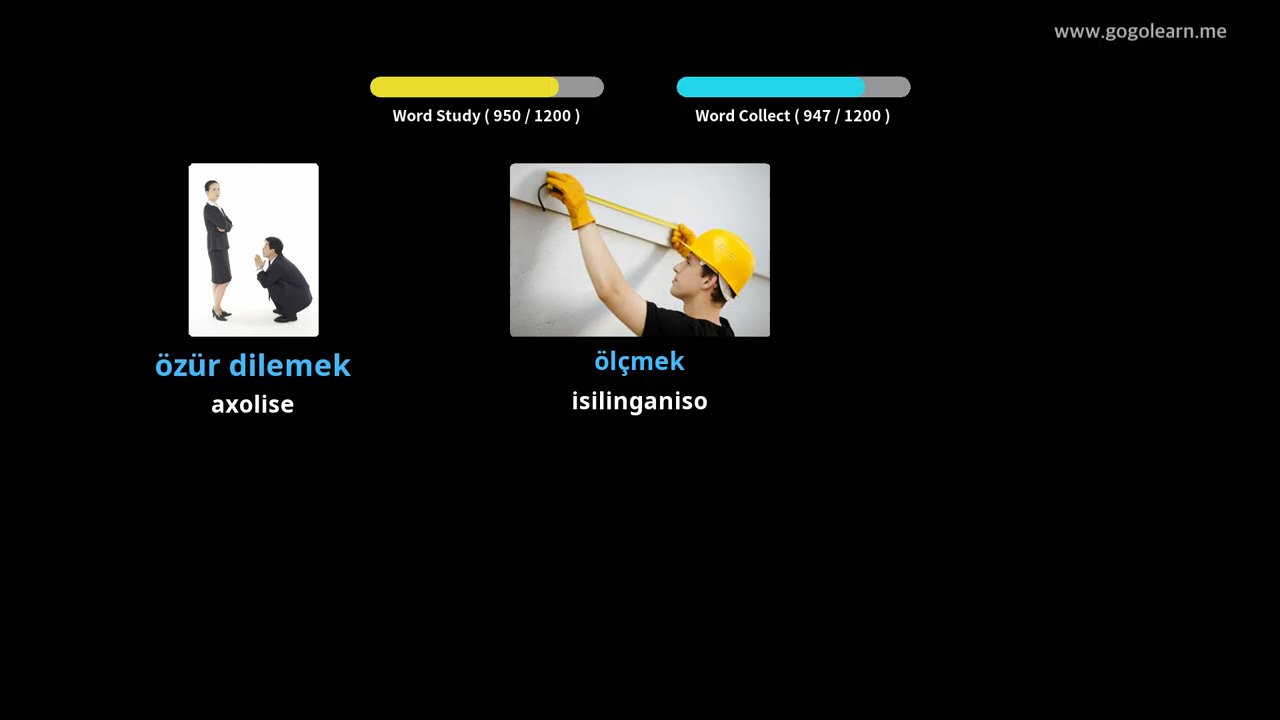 www.gogolearn.me
Word Study ( 950 / 1200 )
Word Collect ( 947 / 1200 )
özür dilemek
axolise
ölçmek
isilinganiso